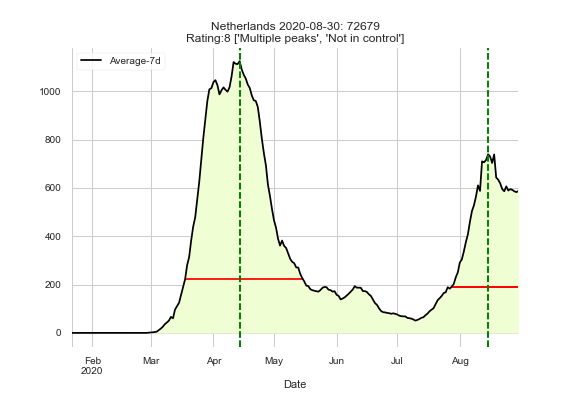 Netherlands 2020-08-30: 72679
Rating:8 ['Multiple peaks', 'Not in control']
Average-7d
1000
800
600
400
200
0
Feb
2020
Mar
Apr
May
Jun
Jul
Aug
Date